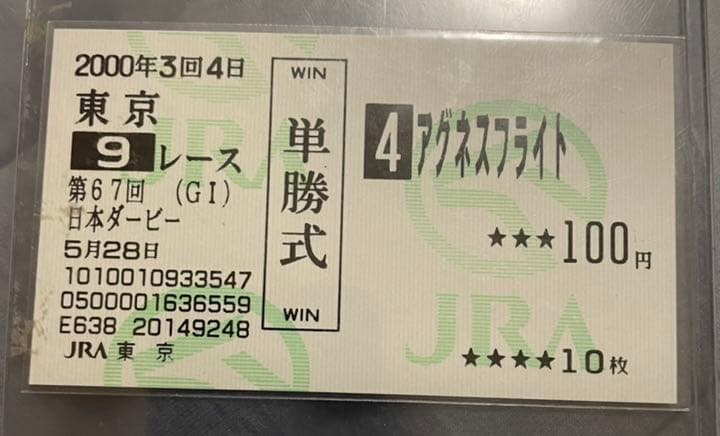 2000年3回4日
東京
9レース
第67回 (GI)
日本ダービー
5月28日
1010010933547
0500001636559
E638 20149248
JRA 東京
WIN
単勝式
WIN
4 アグネスフライト
★★★100円
★★★★10枚
JRA
JRA